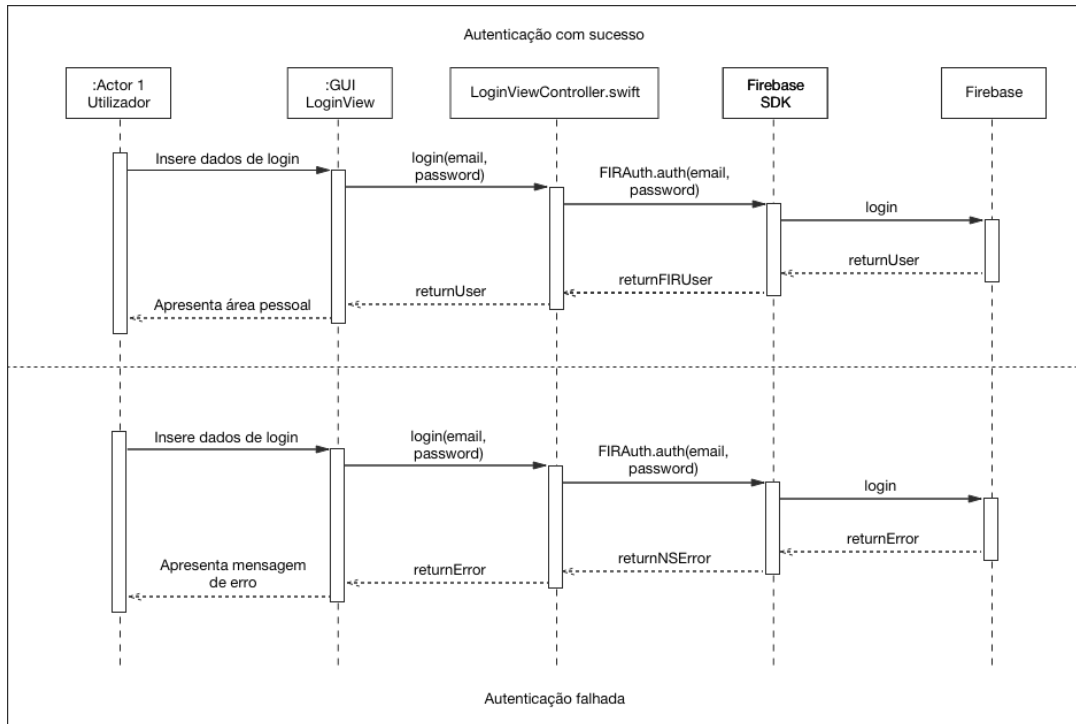 Autenticação com sucesso
:Actor 1
Utilizador
:GUI
LoginView
LoginViewController.swift
Firebase
SDK
Firebase
Insere dados de login
login(email,
password)
FIRAuth.auth(email,
password)
login
returnUser
returnFIRUser
returnUser
Apresenta área pessoal
Insere dados de login
login(email,
password)
FIRAuth.auth(email,
password)
login
returnError
returnNSError
returnError
Apresenta mensagem
de erro
Autenticação falhada